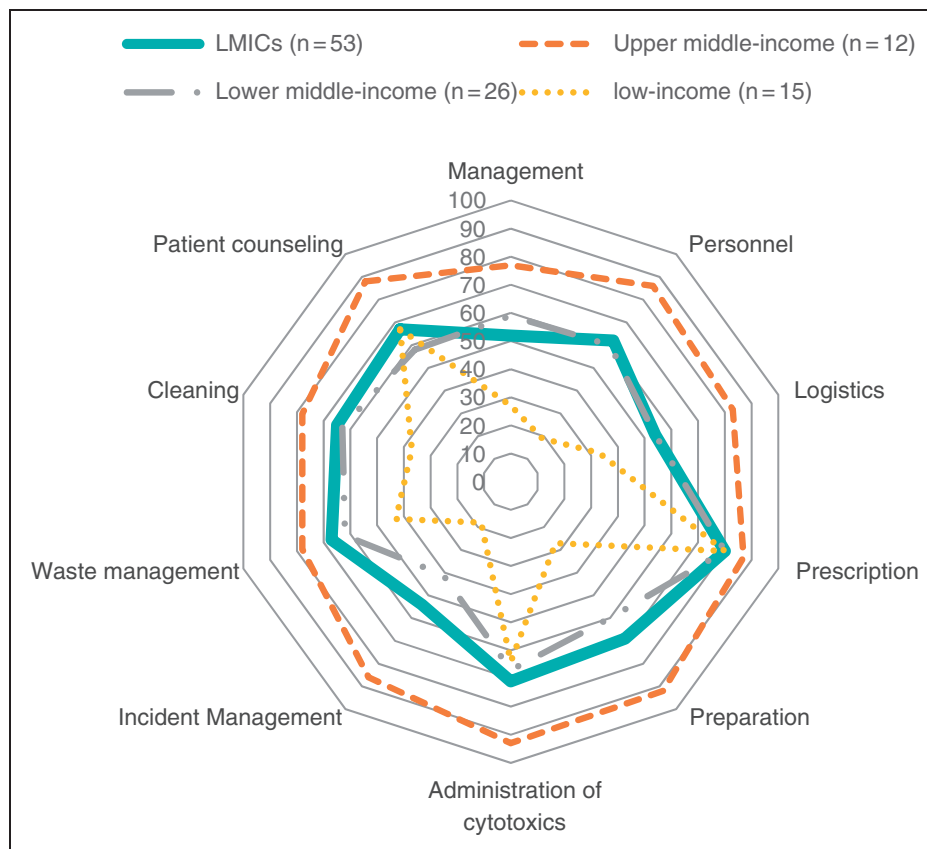 LMICs (n=53)
Upper middle-income (n=12)
Lower middle-income (n=26)
low-income (n=15)
Management
100
90
80
70
60
50
40
30
20
10
0
Patient counseling
Personnel
Cleaning
Logistics
Waste management
Prescription
Incident Management
Preparation
Administration of
cytotoxics